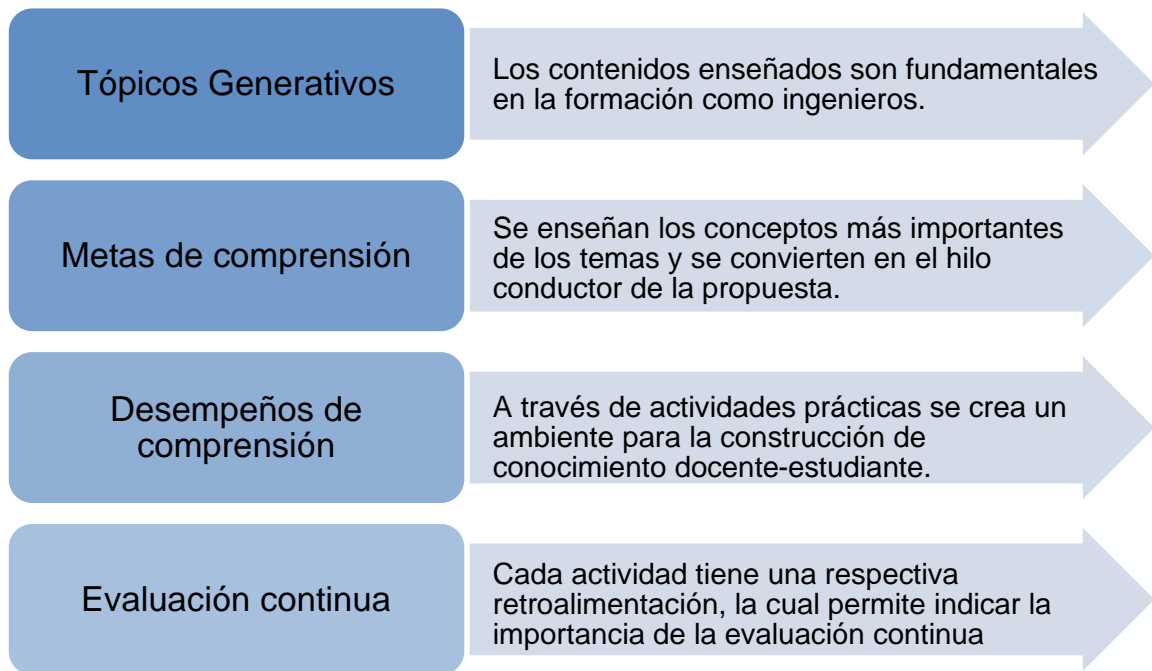 Tópicos Generativos
Los contenidos enseñados son fundamentales
en la formación como ingenieros.
Metas de comprensión
Se enseñan los conceptos más importantes
de los temas y se convierten en el hilo
conductor de la propuesta.
Desempeños de
comprensión
A través de actividades prácticas se crea un
ambiente para la construcción de
conocimiento docente-estudiante.
Evaluación continua
Cada actividad tiene una respectiva
retroalimentación, la cual permite indicar la
importancia de la evaluación continua